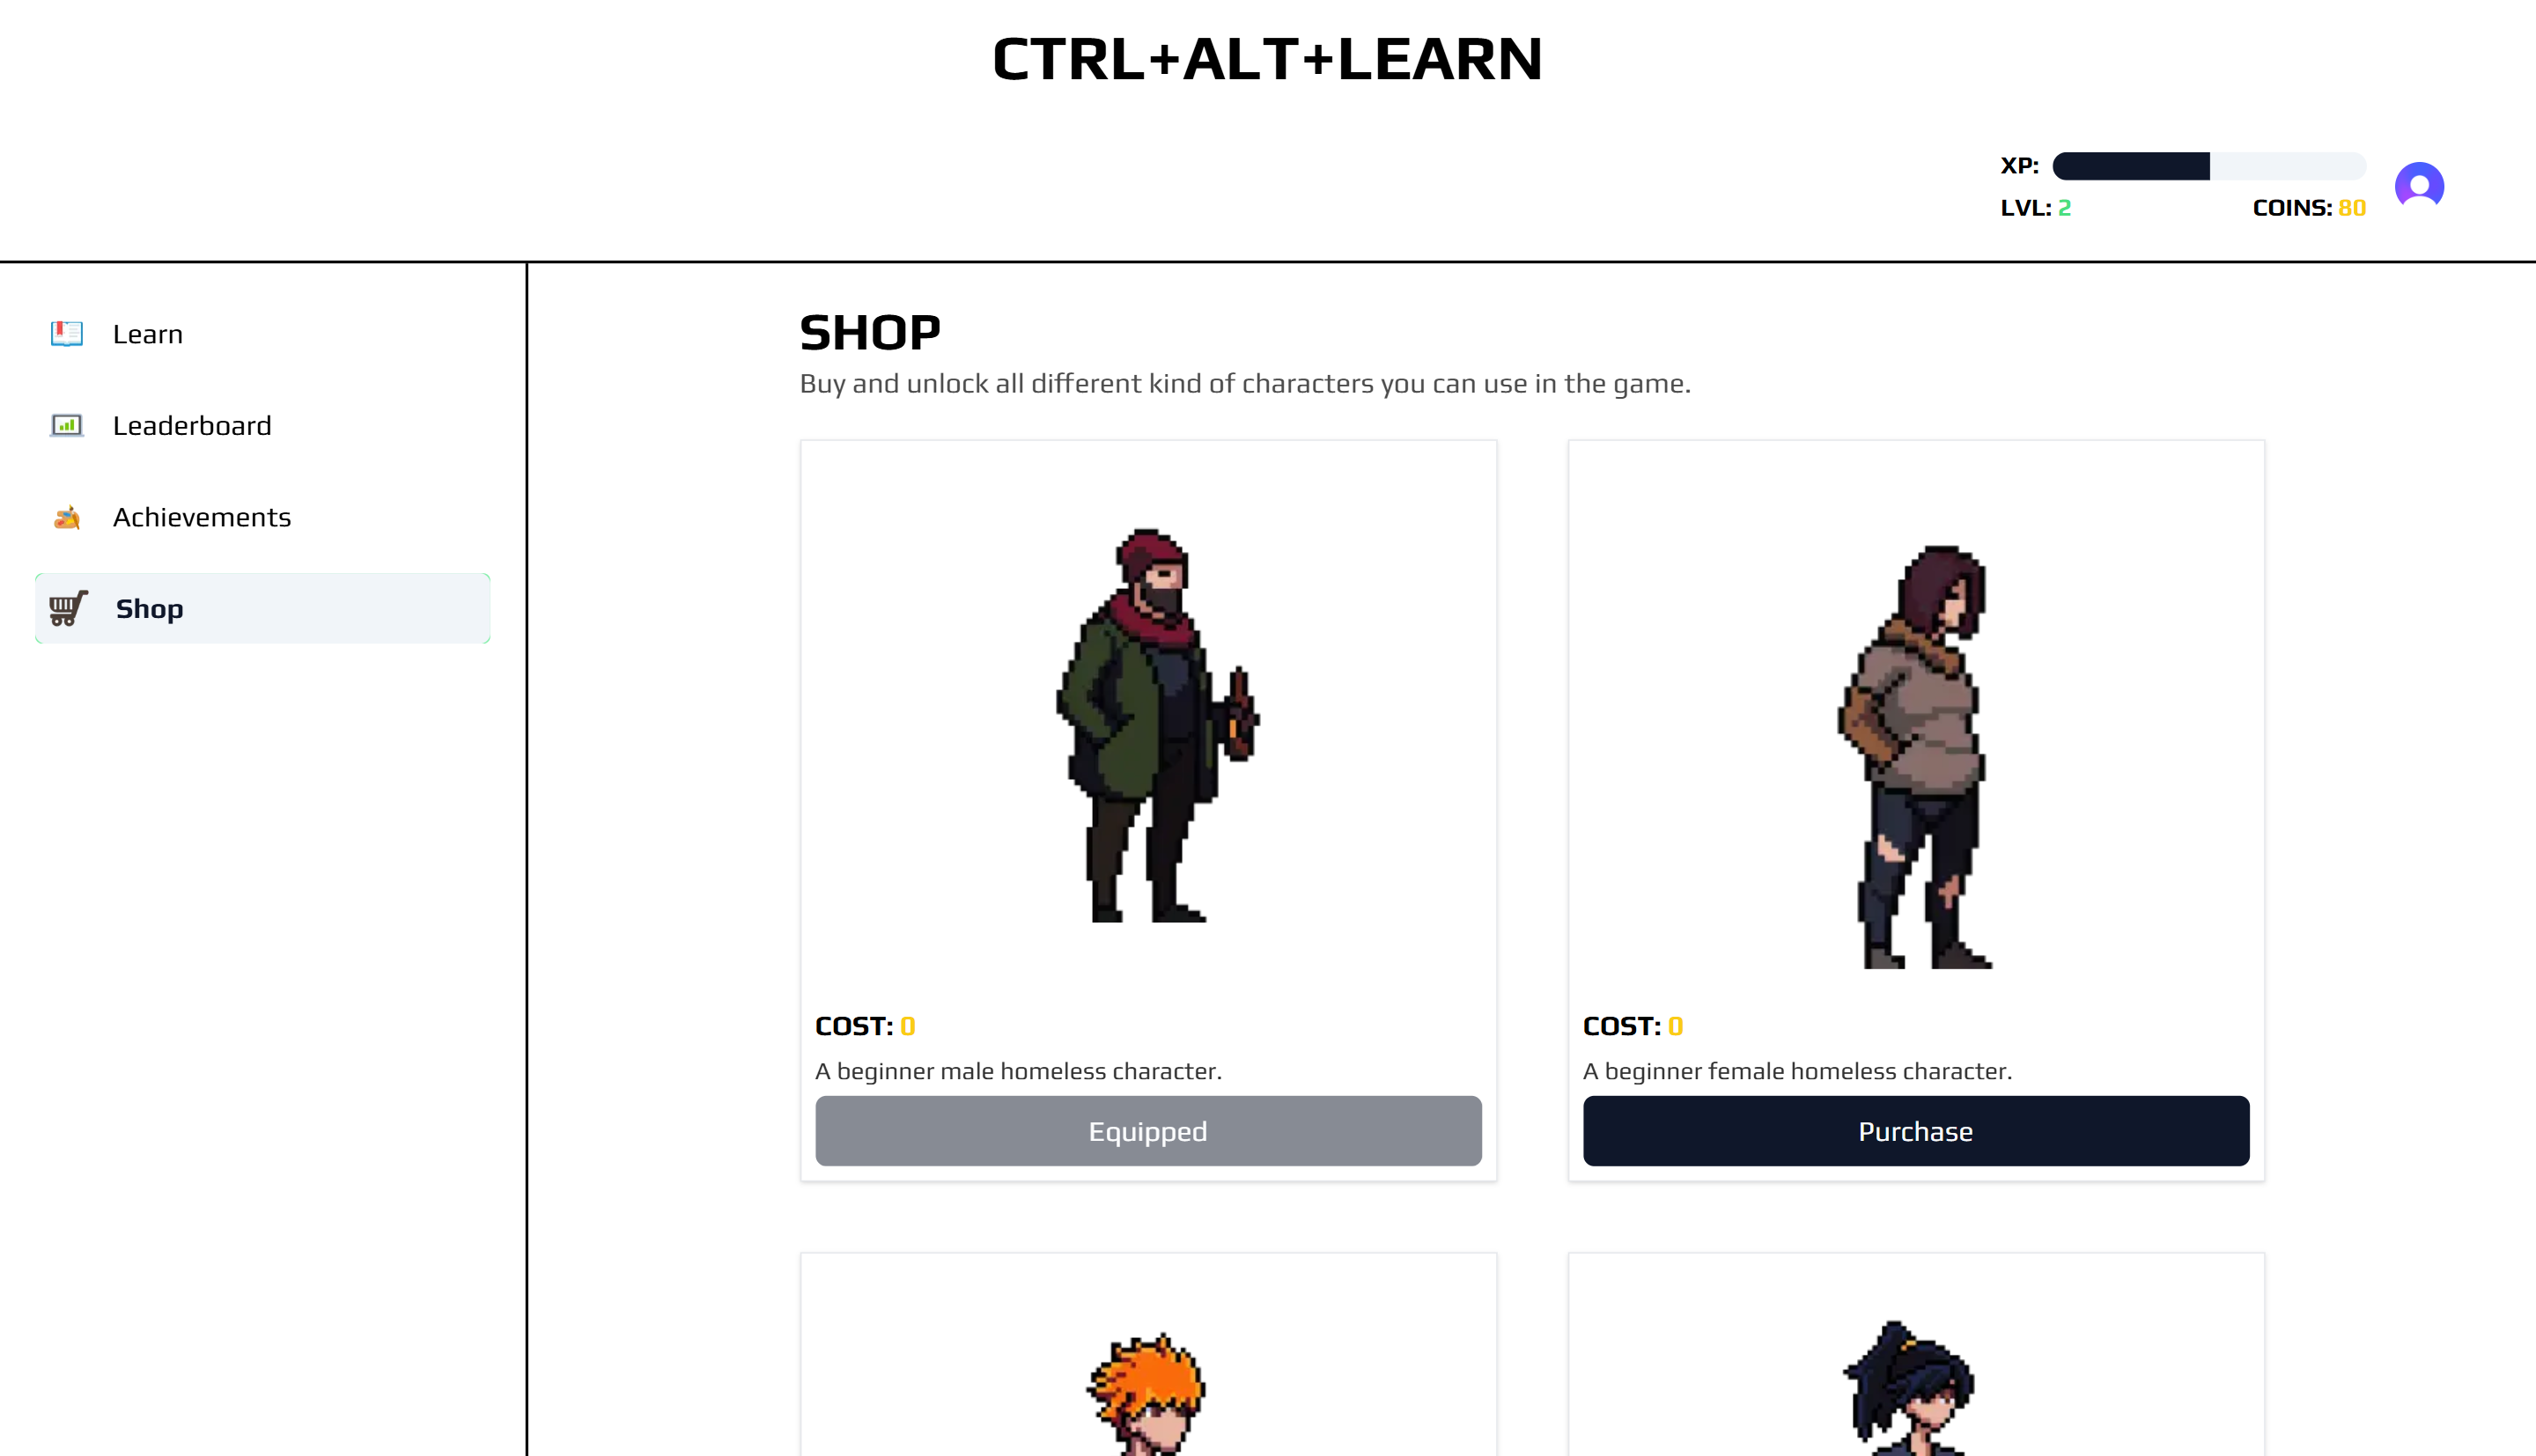 CTRL+ALT+LEARN
XP:
LVL: 2
COINS: 80
Learn
Leaderboard
Achievements
Shop
SHOP
Buy and unlock all different kind of characters you can use in the game.
COST: 0
A beginner male homeless character.
Equipped
COST: 0
A beginner female homeless character.
Purchase